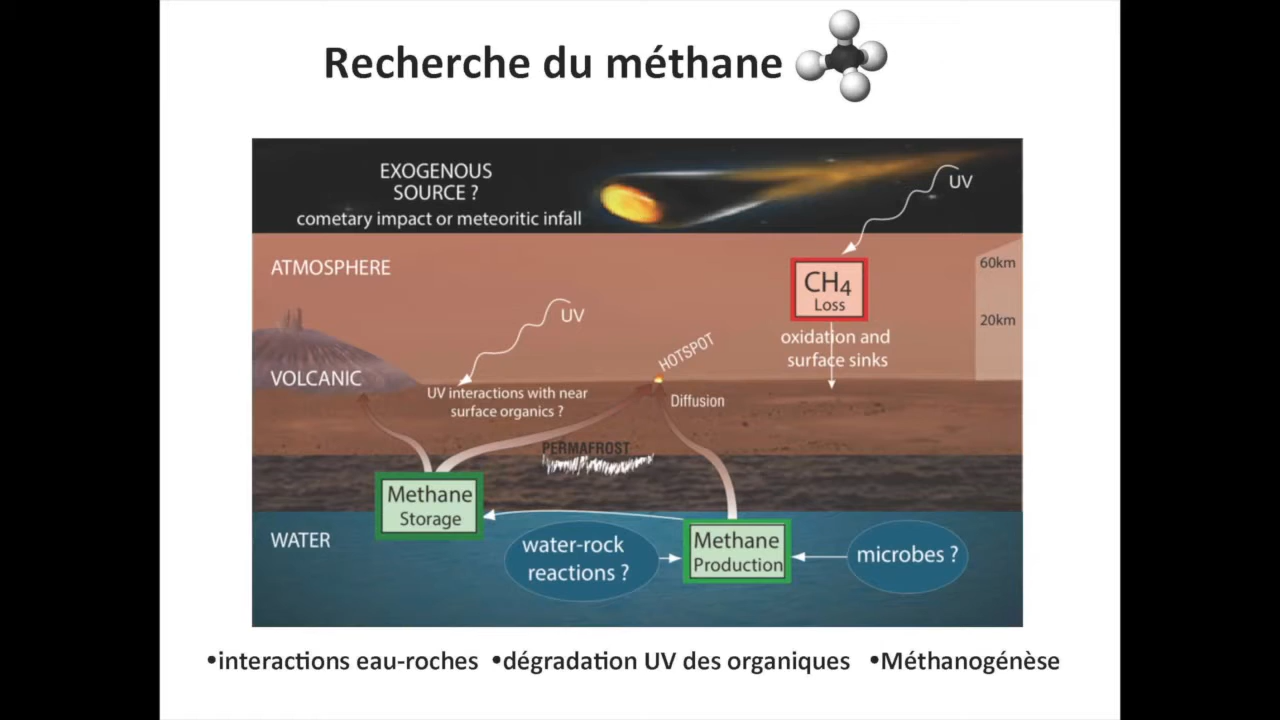 Recherche du méthane
EXOGENOUS
SOURCE ?
cometary impact or meteoritic infall
UV
ATMOSPHERE
60km
CH4
Loss
20km
UV
oxidation and
surface sinks
HOTSPOT
VOLCANIC
UV interactions with near
surface organics ?
Diffusion
PERMAFROST
Methane
Storage
WATER
water-rock
reactions ?
Methane
Production
microbes ?
•interactions eau-roches •dégradation UV des organiques •Méthanogénèse